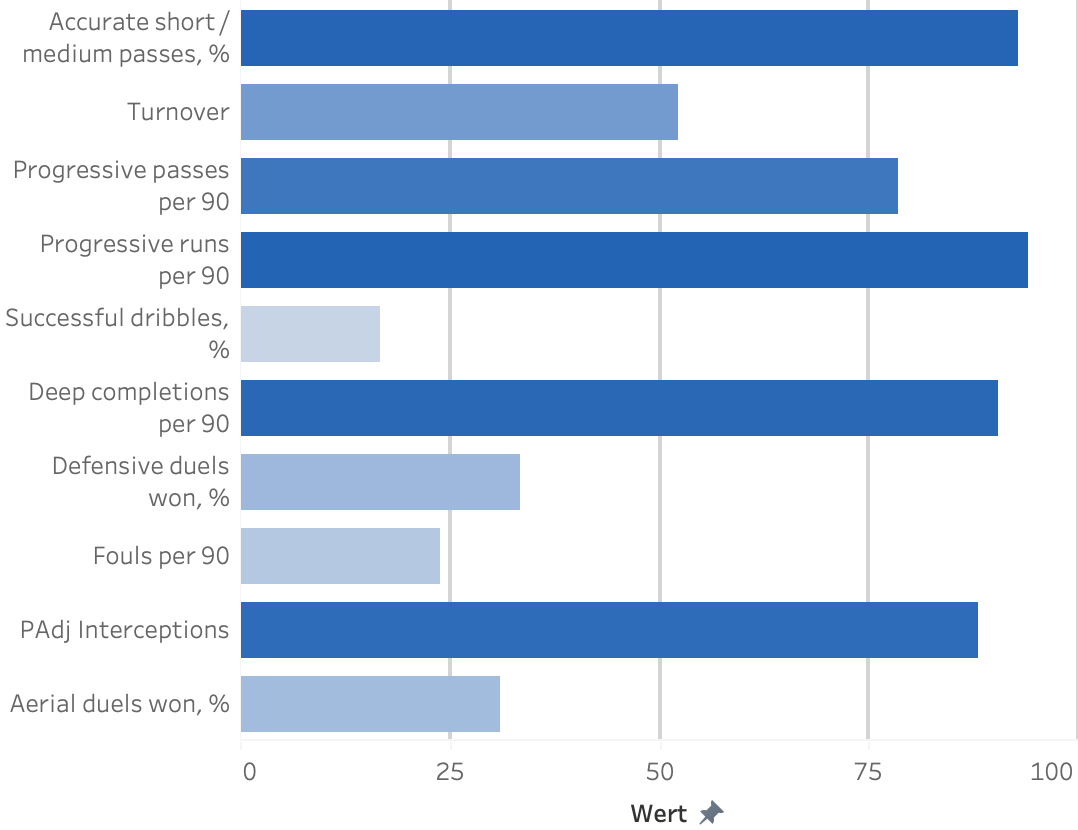 Accurate short/
medium passes, %
Turnover
Progressive passes
per 90
Progressive runs
per 90
Successful dribbles,
%
Deep completions
per 90
Defensive duels
won, %
Fouls per 90
PAdj Interceptions
Aerial duels won, %
0 25 50 75 100
Wert